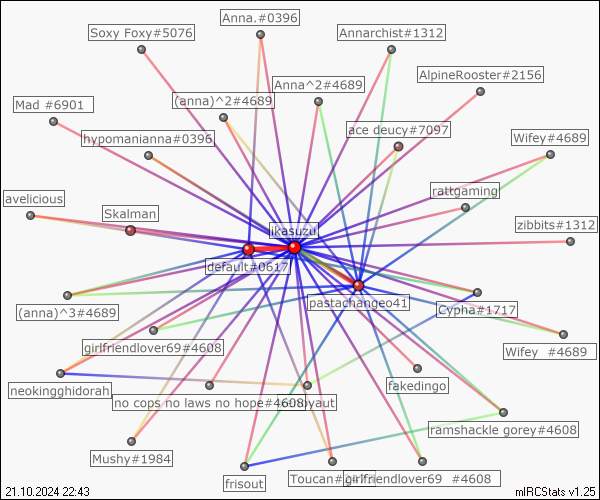 Anna.#0396
Soxy Foxy#5076
Annarchist#1312
AlpineRooster#2156
Anna^2#4689
(anna)^2#4689
Mad #6901
ace deucy#7097
hypomanianna#0396
Wifey#4689
rattgaming
avelicious
Skalman
zibbits#1312
ikasuzu
default#0617
pastachangeo41
(anna)^3#4689
Cypha#1717
girlfriendlover69#4608
Wifey #4689
fakedingo
neokingghidorah
no cops no laws no hope#4608
yaut
ramshackle gorey#4608
Mushy#1984
frisout
Toucan#
girlfriendlover69 #4608
21.10.2024 22:43
mIRCStats v1.25